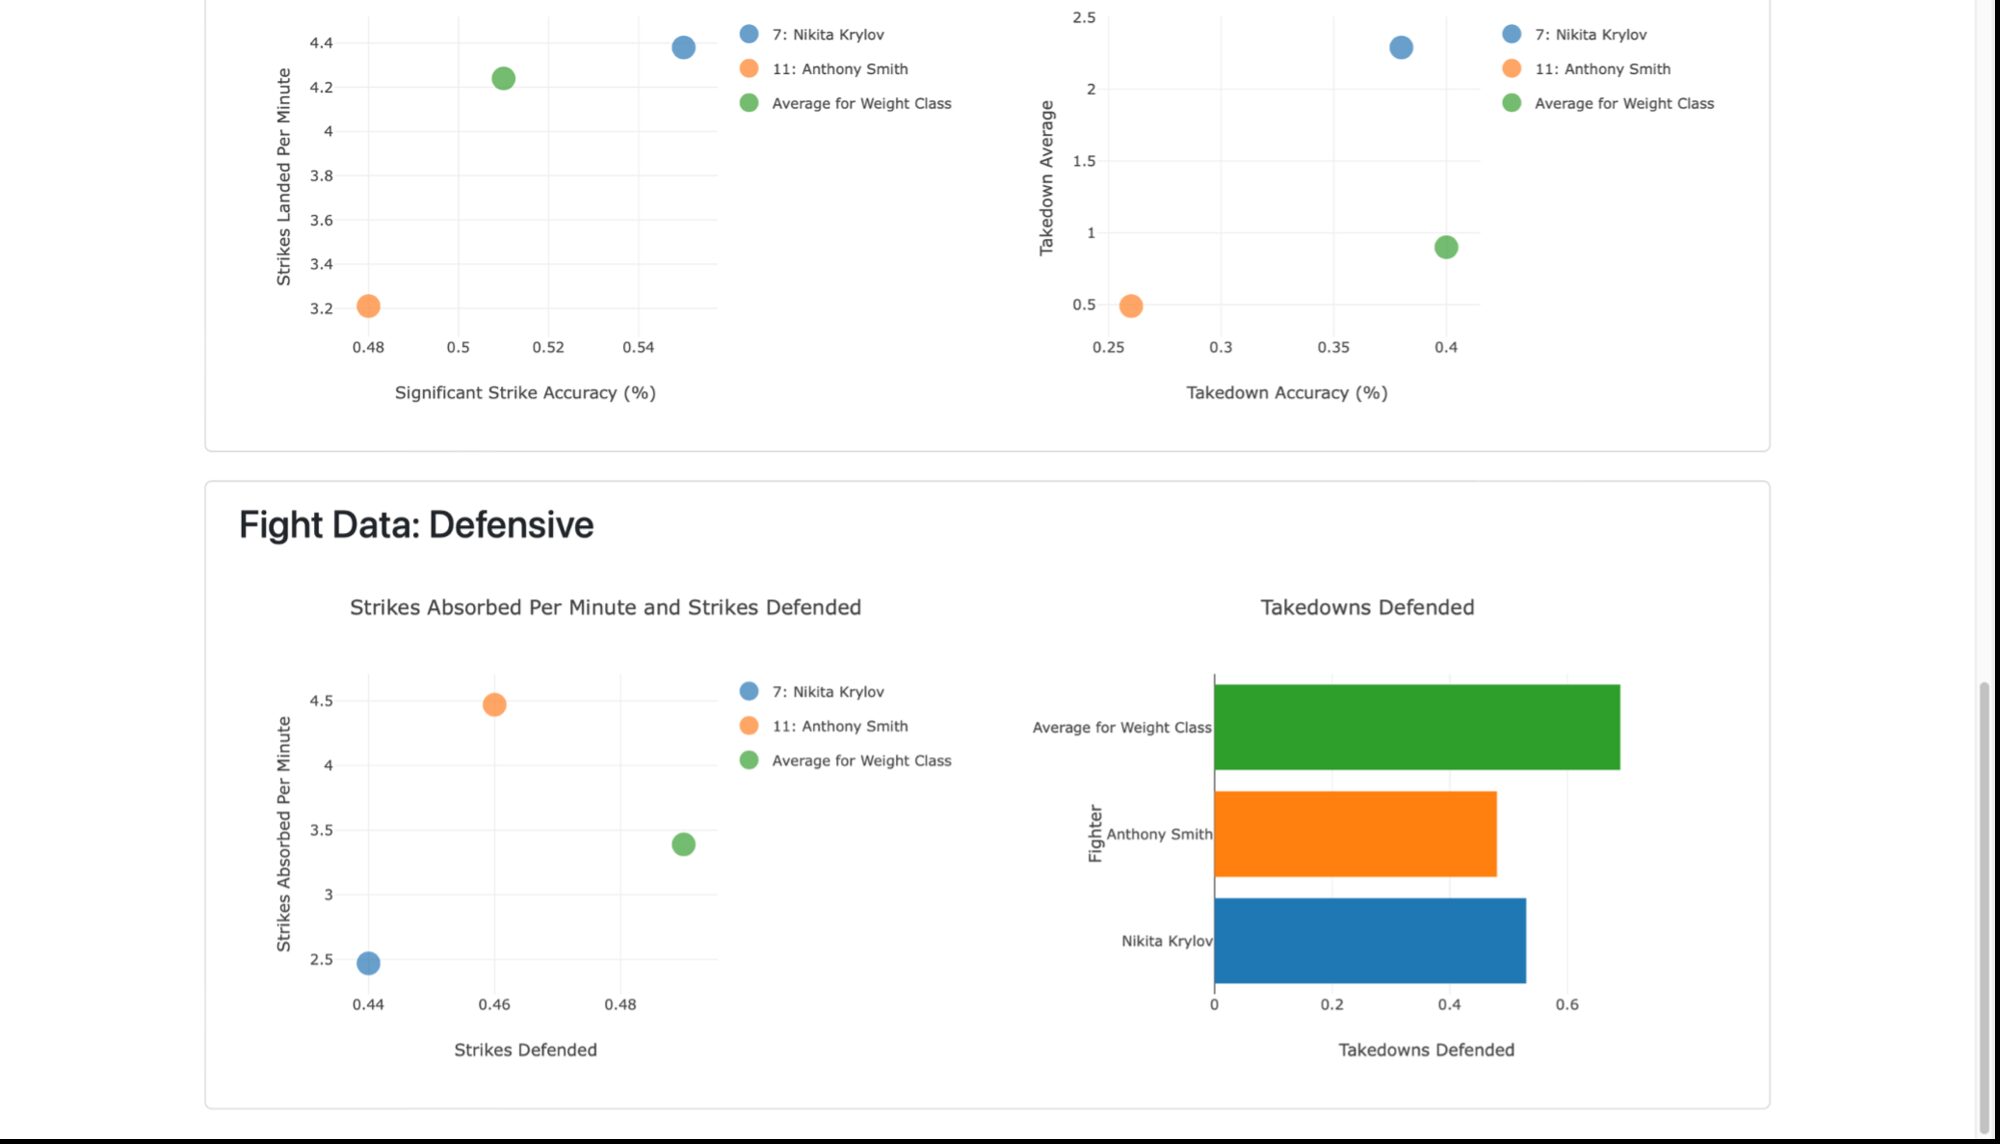 4.4
4.2
4
3.8
3.6
3.4
3.2
Strikes Landed Per Minute
0.48 0.5 0.52 0.54
Significant Strike Accuracy (%)
7: Nikita Krylov
11: Anthony Smith
Average for Weight Class
2.5
2
1.5
1
0.5
Takedown Average
0.25 0.3 0.35 0.4
Takedown Accuracy (%)
7: Nikita Krylov
11: Anthony Smith
Average for Weight Class
Fight Data: Defensive
Strikes Absorbed Per Minute and Strikes Defended
4.5
4
3.5
3
2.5
Strikes Absorbed Per Minute
0.44 0.46 0.48
Strikes Defended
7: Nikita Krylov
11: Anthony Smith
Average for Weight Class
Takedowns Defended
Average for Weight Class
Anthony Smith
Nikita Krylov
Fighter
0 0.2 0.4 0.6
Takedowns Defended